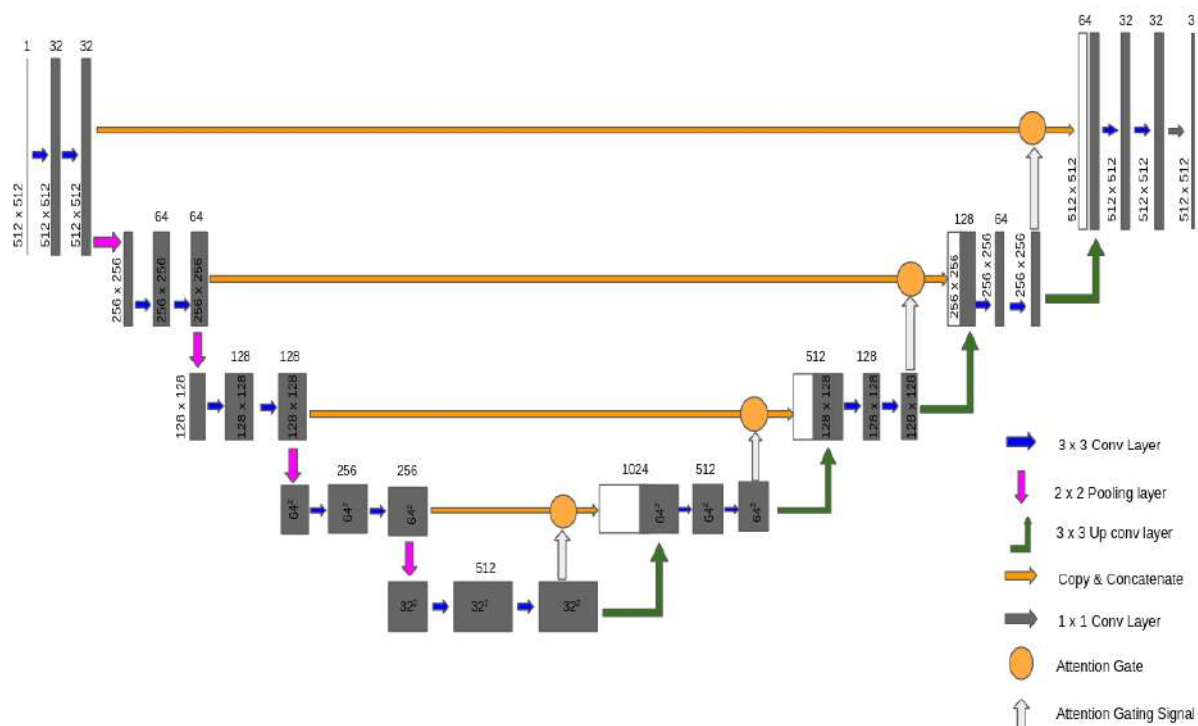 1 32 32
512 x 512
512 x 512
512 x 512
64 32 32 3
512 x 512
512 x 512
512 x 512
512 x 512
64 64
256 x 256
256 x 256
256 x 256
128 64
256 x 256
256 x 256
256 x 256
128 128
128 x 128
128 x 128
128 x 128
512 128
128 x 128
128 x 128
128 x 128
256 256
64²
64²
64²
1024 512
64²
64²
64²
512
32²
32²
32²
3 x 3 Conv Layer
2 x 2 Pooling layer
3 x 3 Up conv layer
Copy & Concatenate
1 x 1 Conv Layer
Attention Gate
Attention Gating Signal